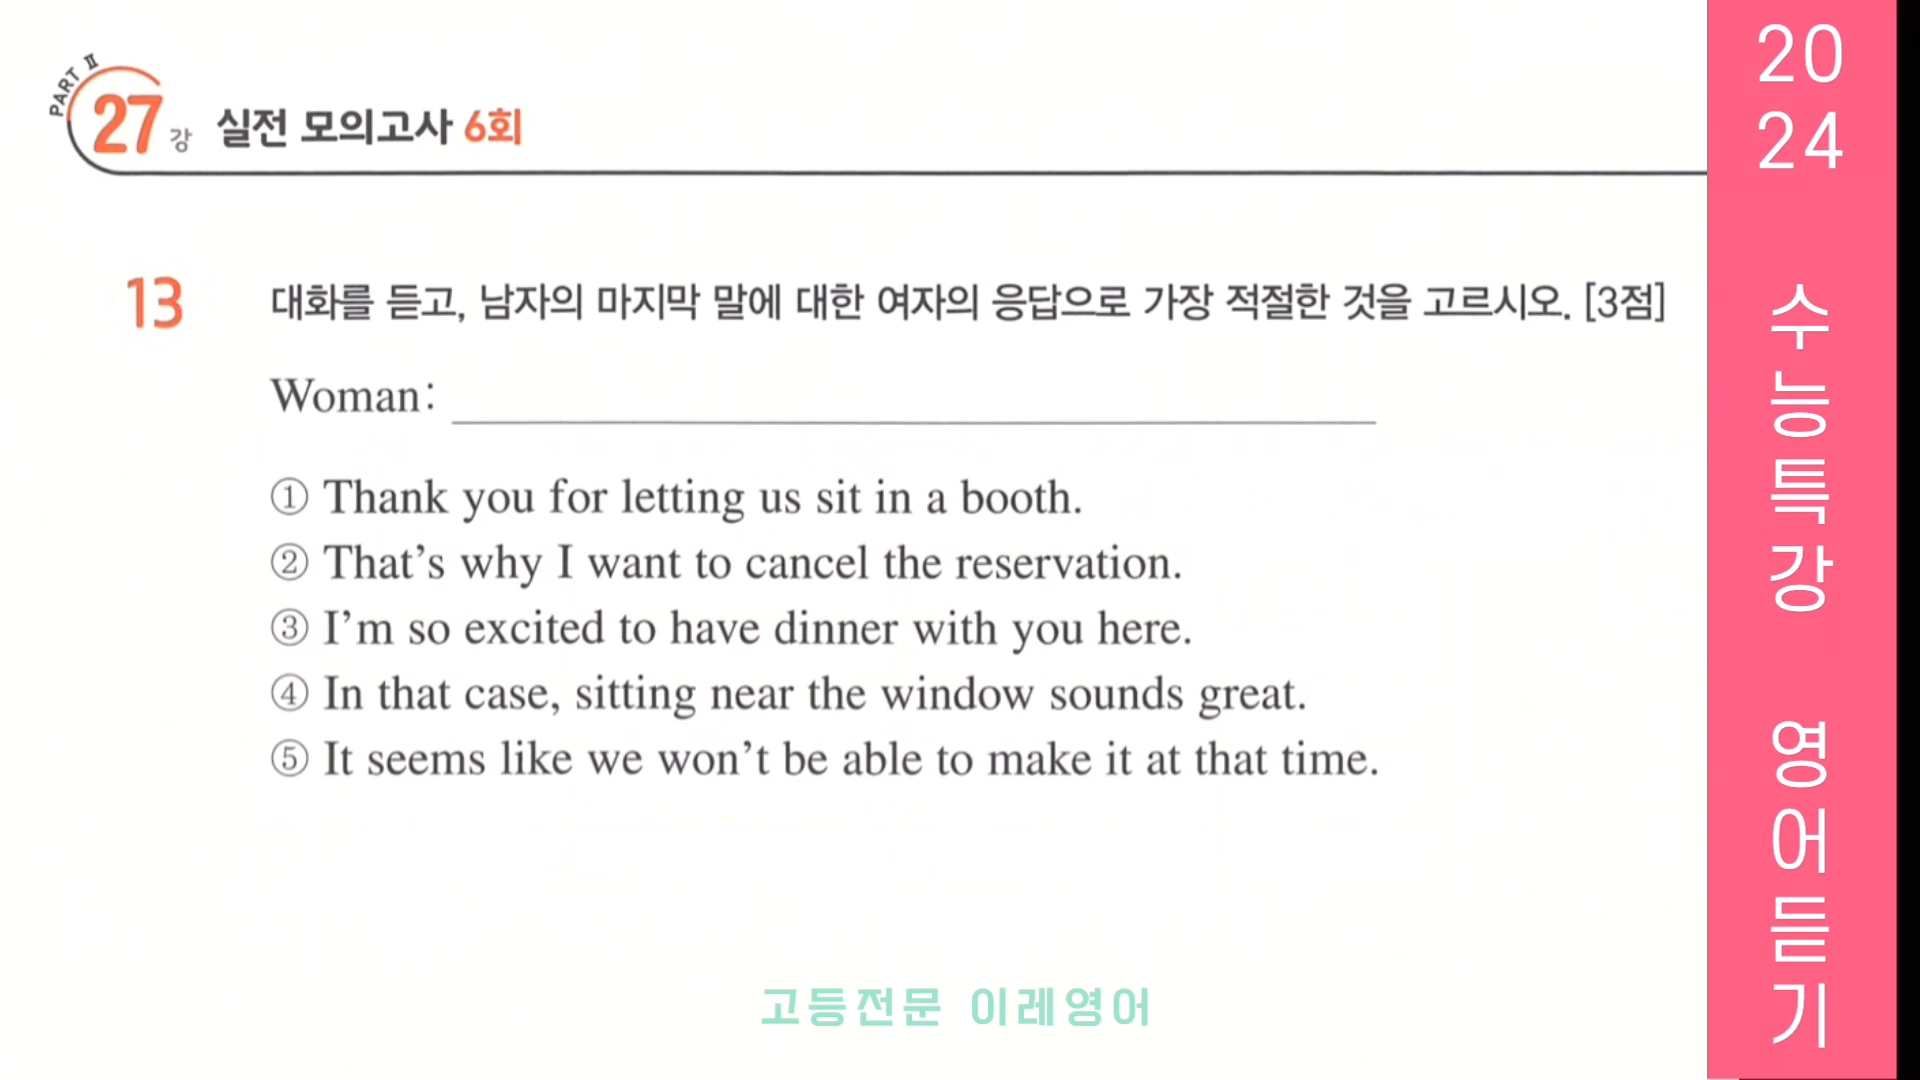 PART Ⅱ
27강 실전 모의고사 6회
13 대화를 듣고, 남자의 마지막 말에 대한 여자의 응답으로 가장 적절한 것을 고르시오. [3점]
Woman:
① Thank you for letting us sit in a booth.
② That’s why I want to cancel the reservation.
③ I’m so excited to have dinner with you here.
④ In that case, sitting near the window sounds great.
⑤ It seems like we won’t be able to make it at that time.
고등전문 이레영어
2024 수능특강 영어듣기